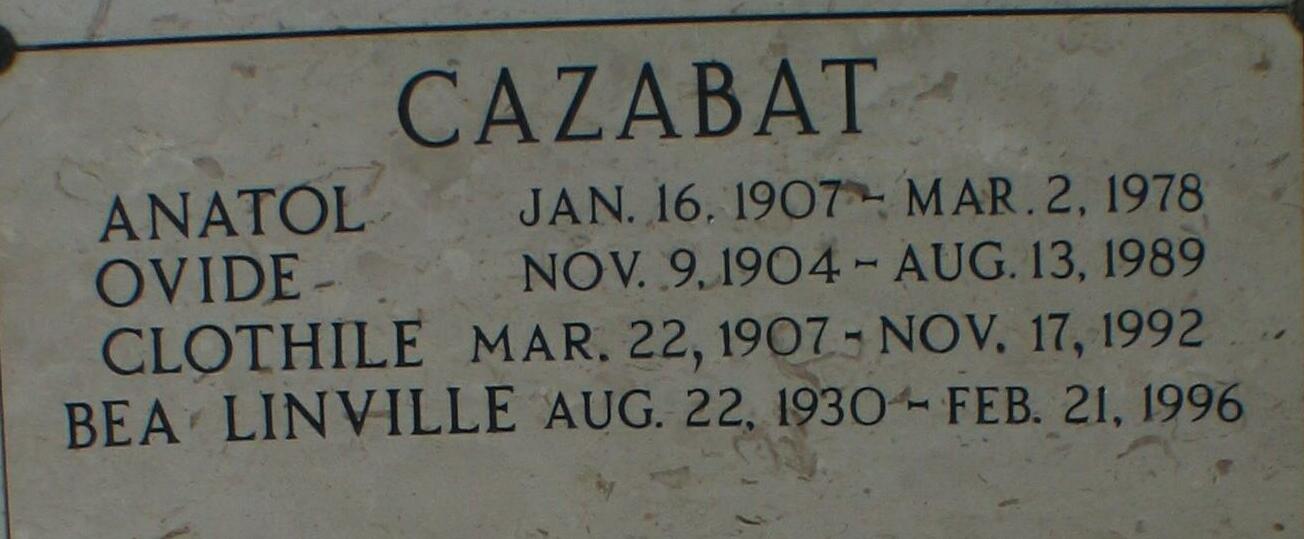 CAZABAT
ANATOL JAN. 16, 1907 - MAR. 2, 1978
OVIDE NOV. 9, 1904 - AUG. 13, 1989
CLOTHILE MAR. 22, 1907 - NOV. 17, 1992
BEA LINVILLE AUG. 22, 1930 - FEB. 21, 1996